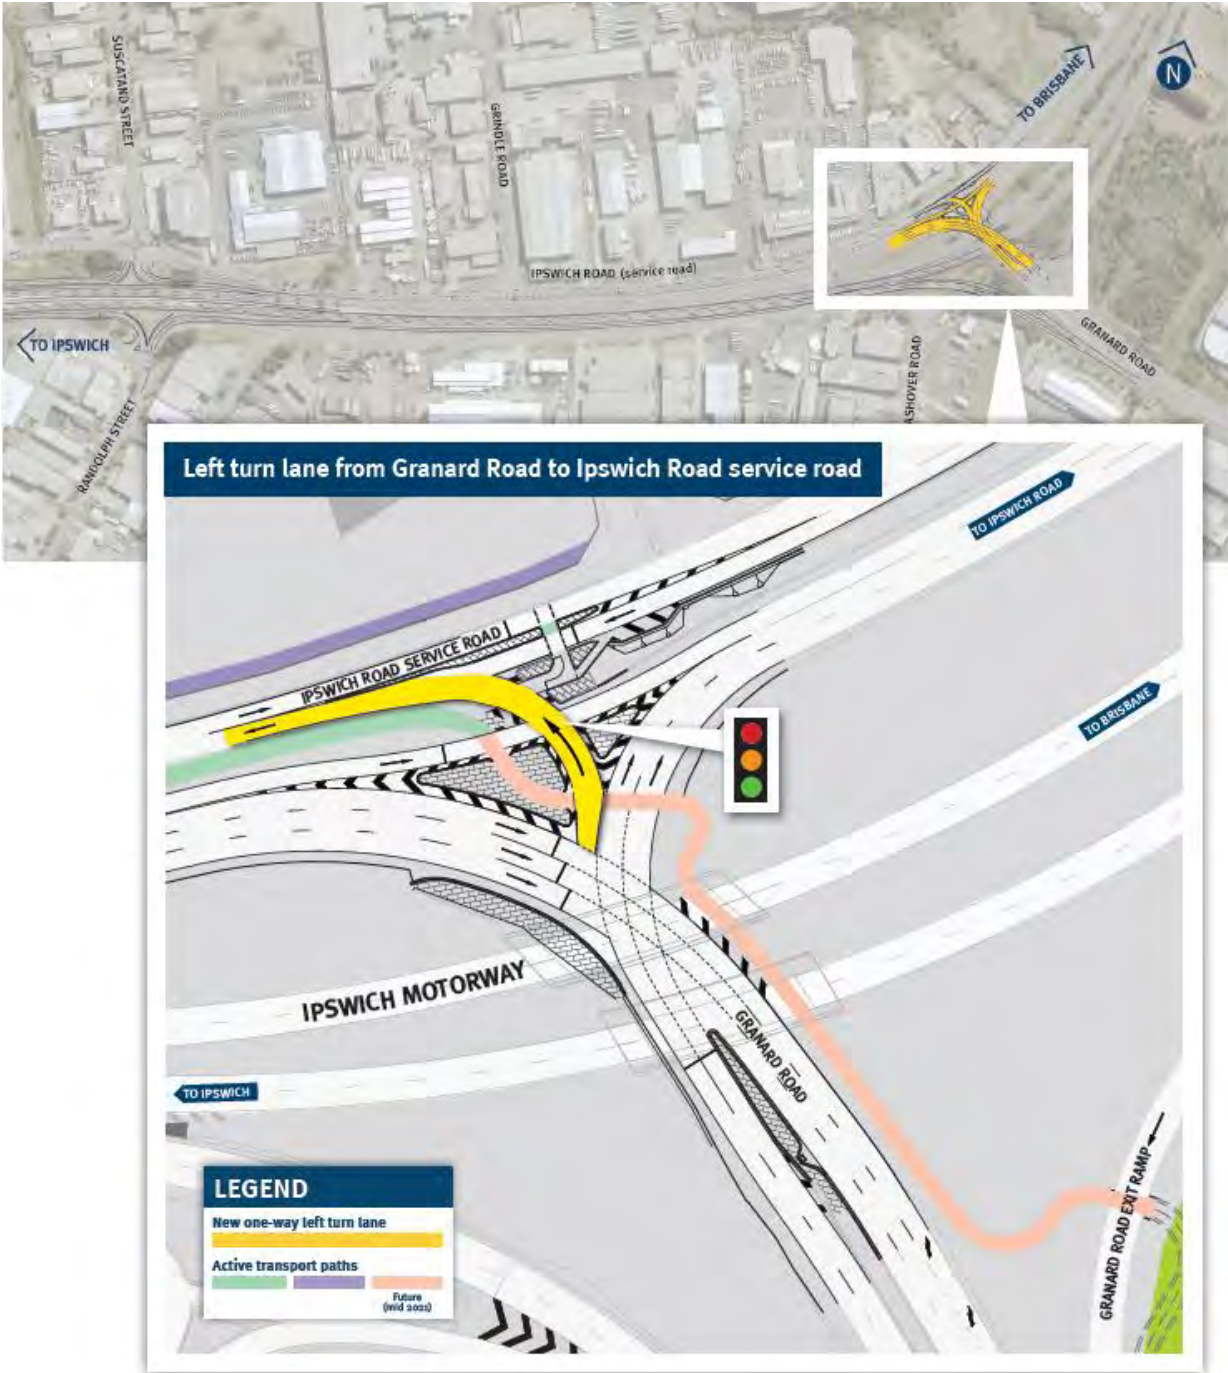 SUSCATAND STREET
GRINDLE ROAD
TO BRISBANE
N
IPSWICH ROAD (service road)
TO IPSWICH
RANDOLPH STREET
ASHOVER ROAD
GRANARD ROAD
Left turn lane from Granard Road to Ipswich Road service road
TO IPSWICH ROAD
IPSWICH ROAD SERVICE ROAD
TO BRISBANE
IPSWICH MOTORWAY
GRANARD ROAD
TO IPSWICH
GRANARD ROAD EXIT RAMP
LEGEND
New one-way left turn lane
Active transport paths
Future
(mid 2021)